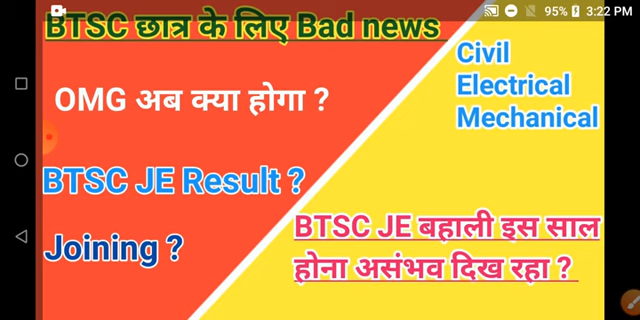 95% 3:22 PM
BTSC छात्र के लिए Bad news
Civil
Electrical
Mechanical
OMG अब क्या होगा ?
BTSC JE Result ?
Joining ?
BTSC JE बहाली इस साल
होना असंभव दिख रहा ?